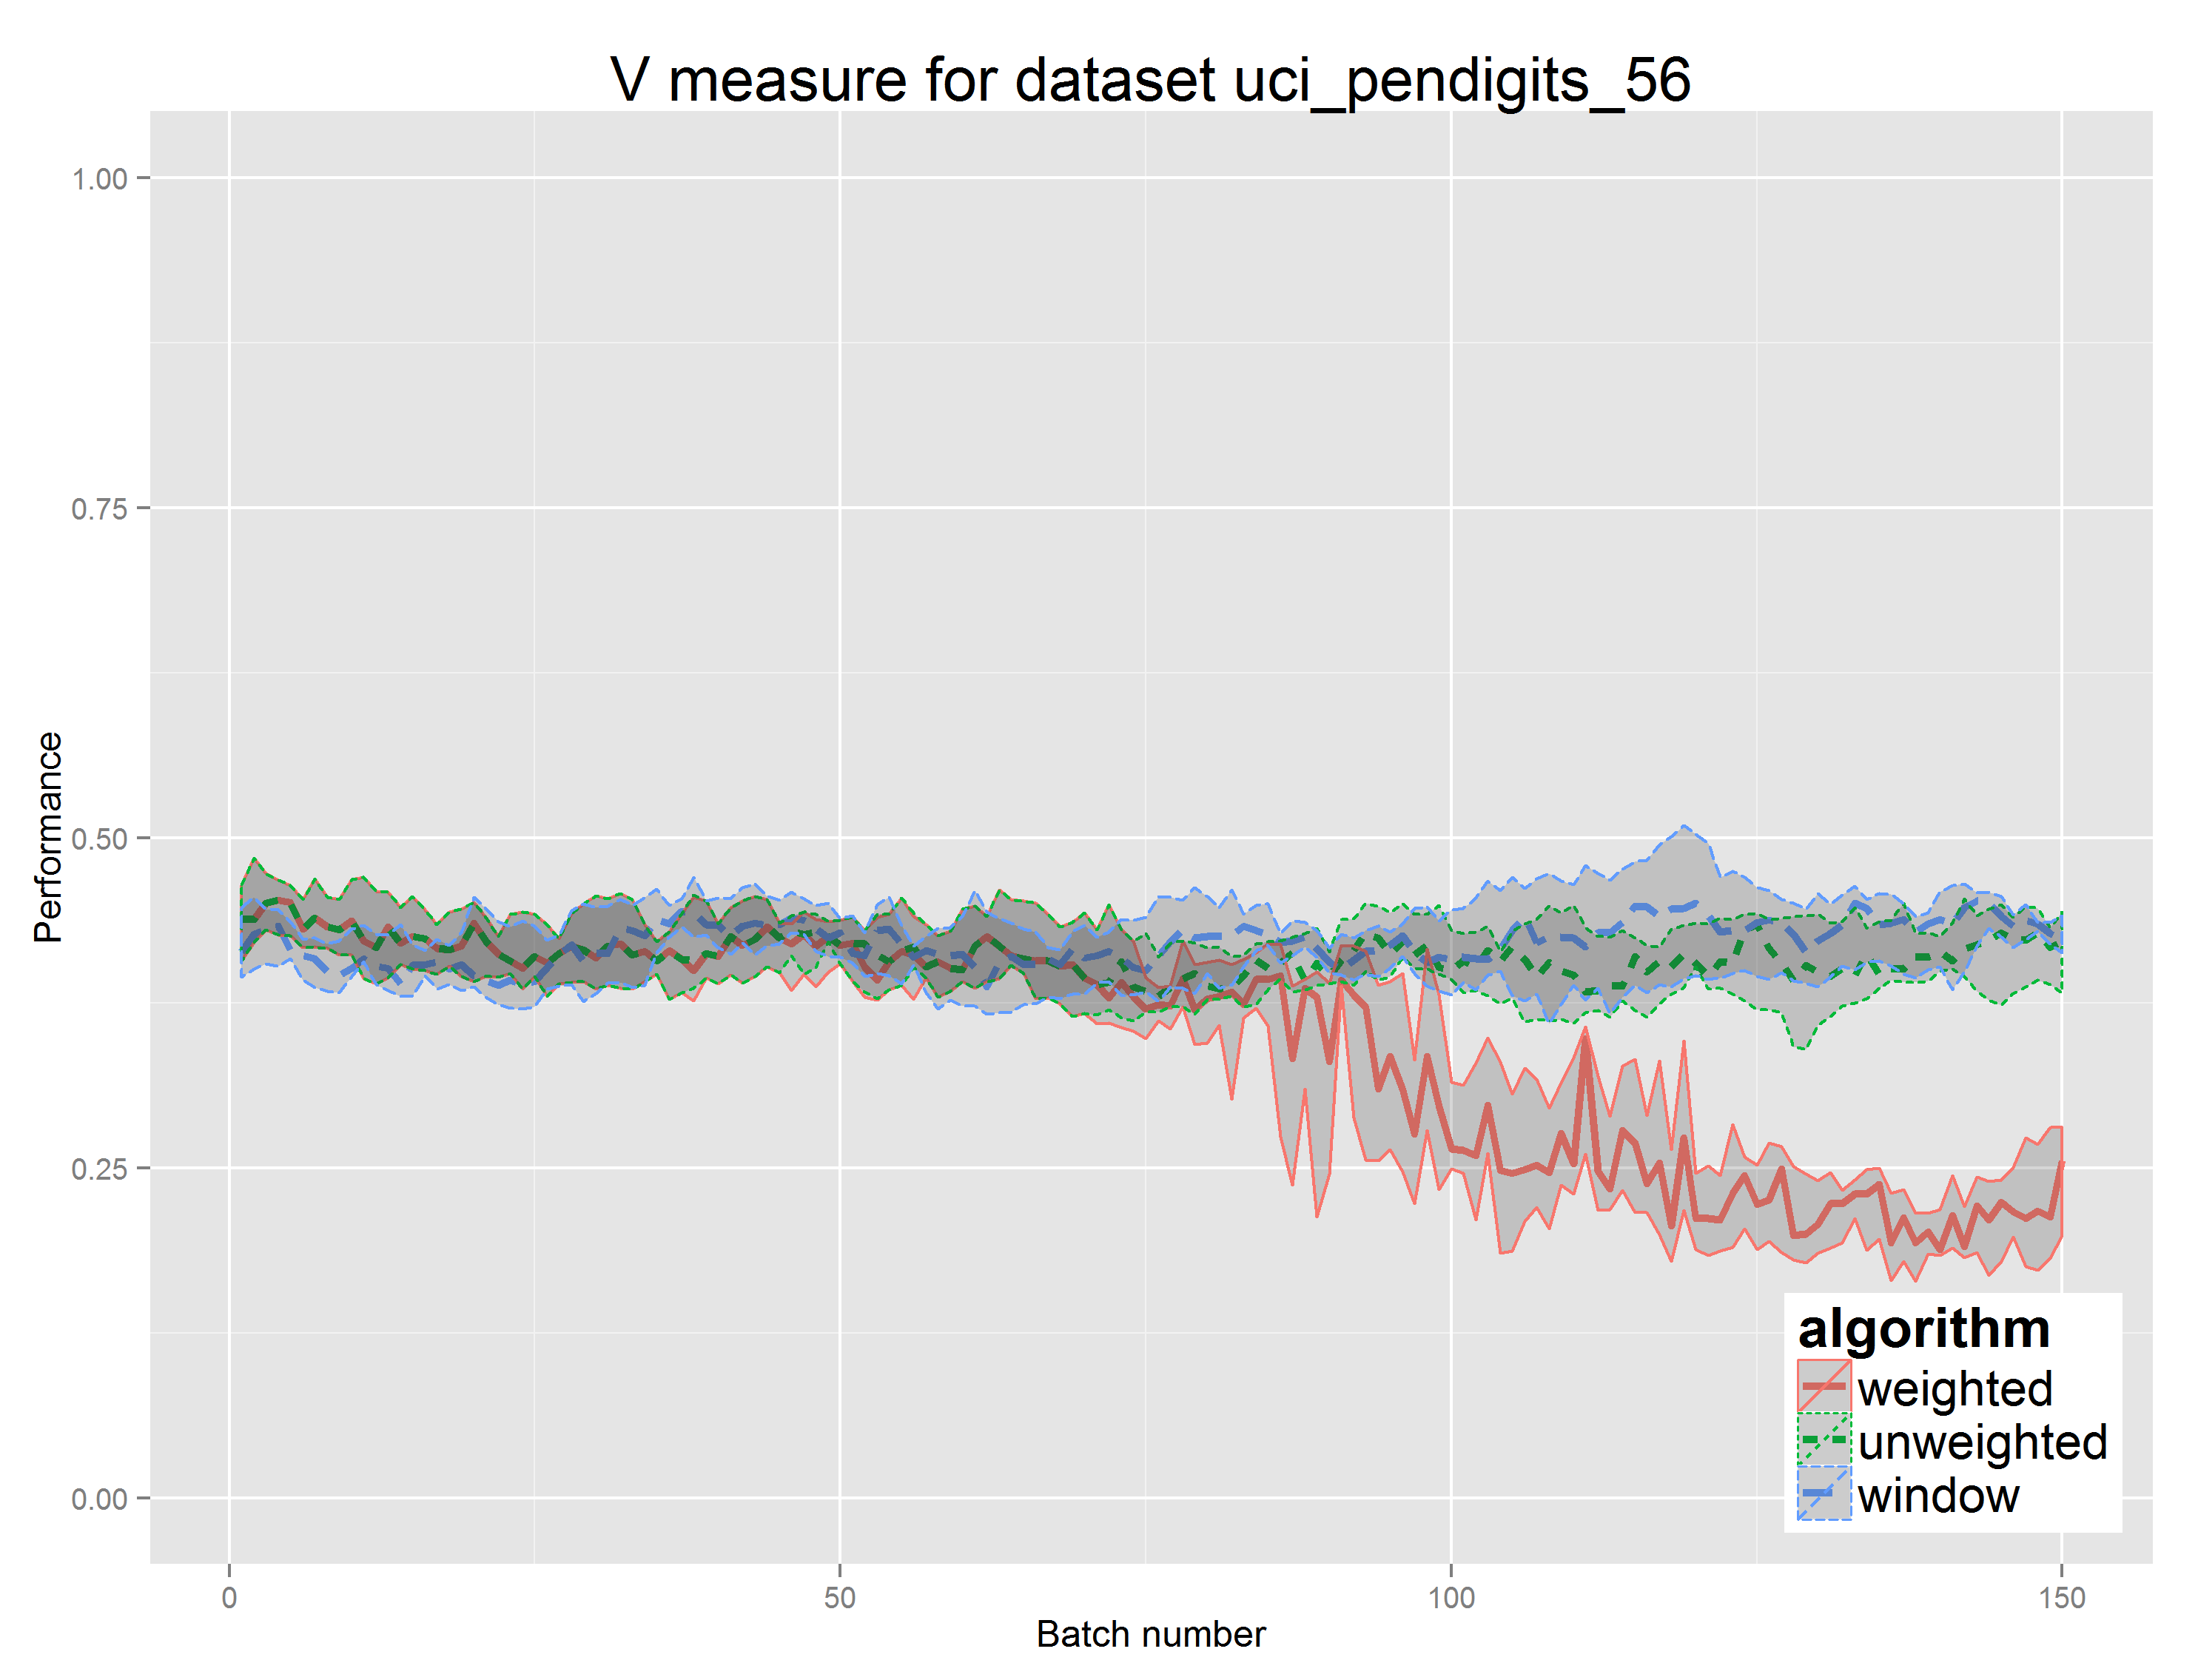 V measure for dataset uci_pendigits_56
Performance
1.00
0.75
0.50
0.25
0.00
0
50
100
150
Batch number
algorithm
weighted
unweighted
window